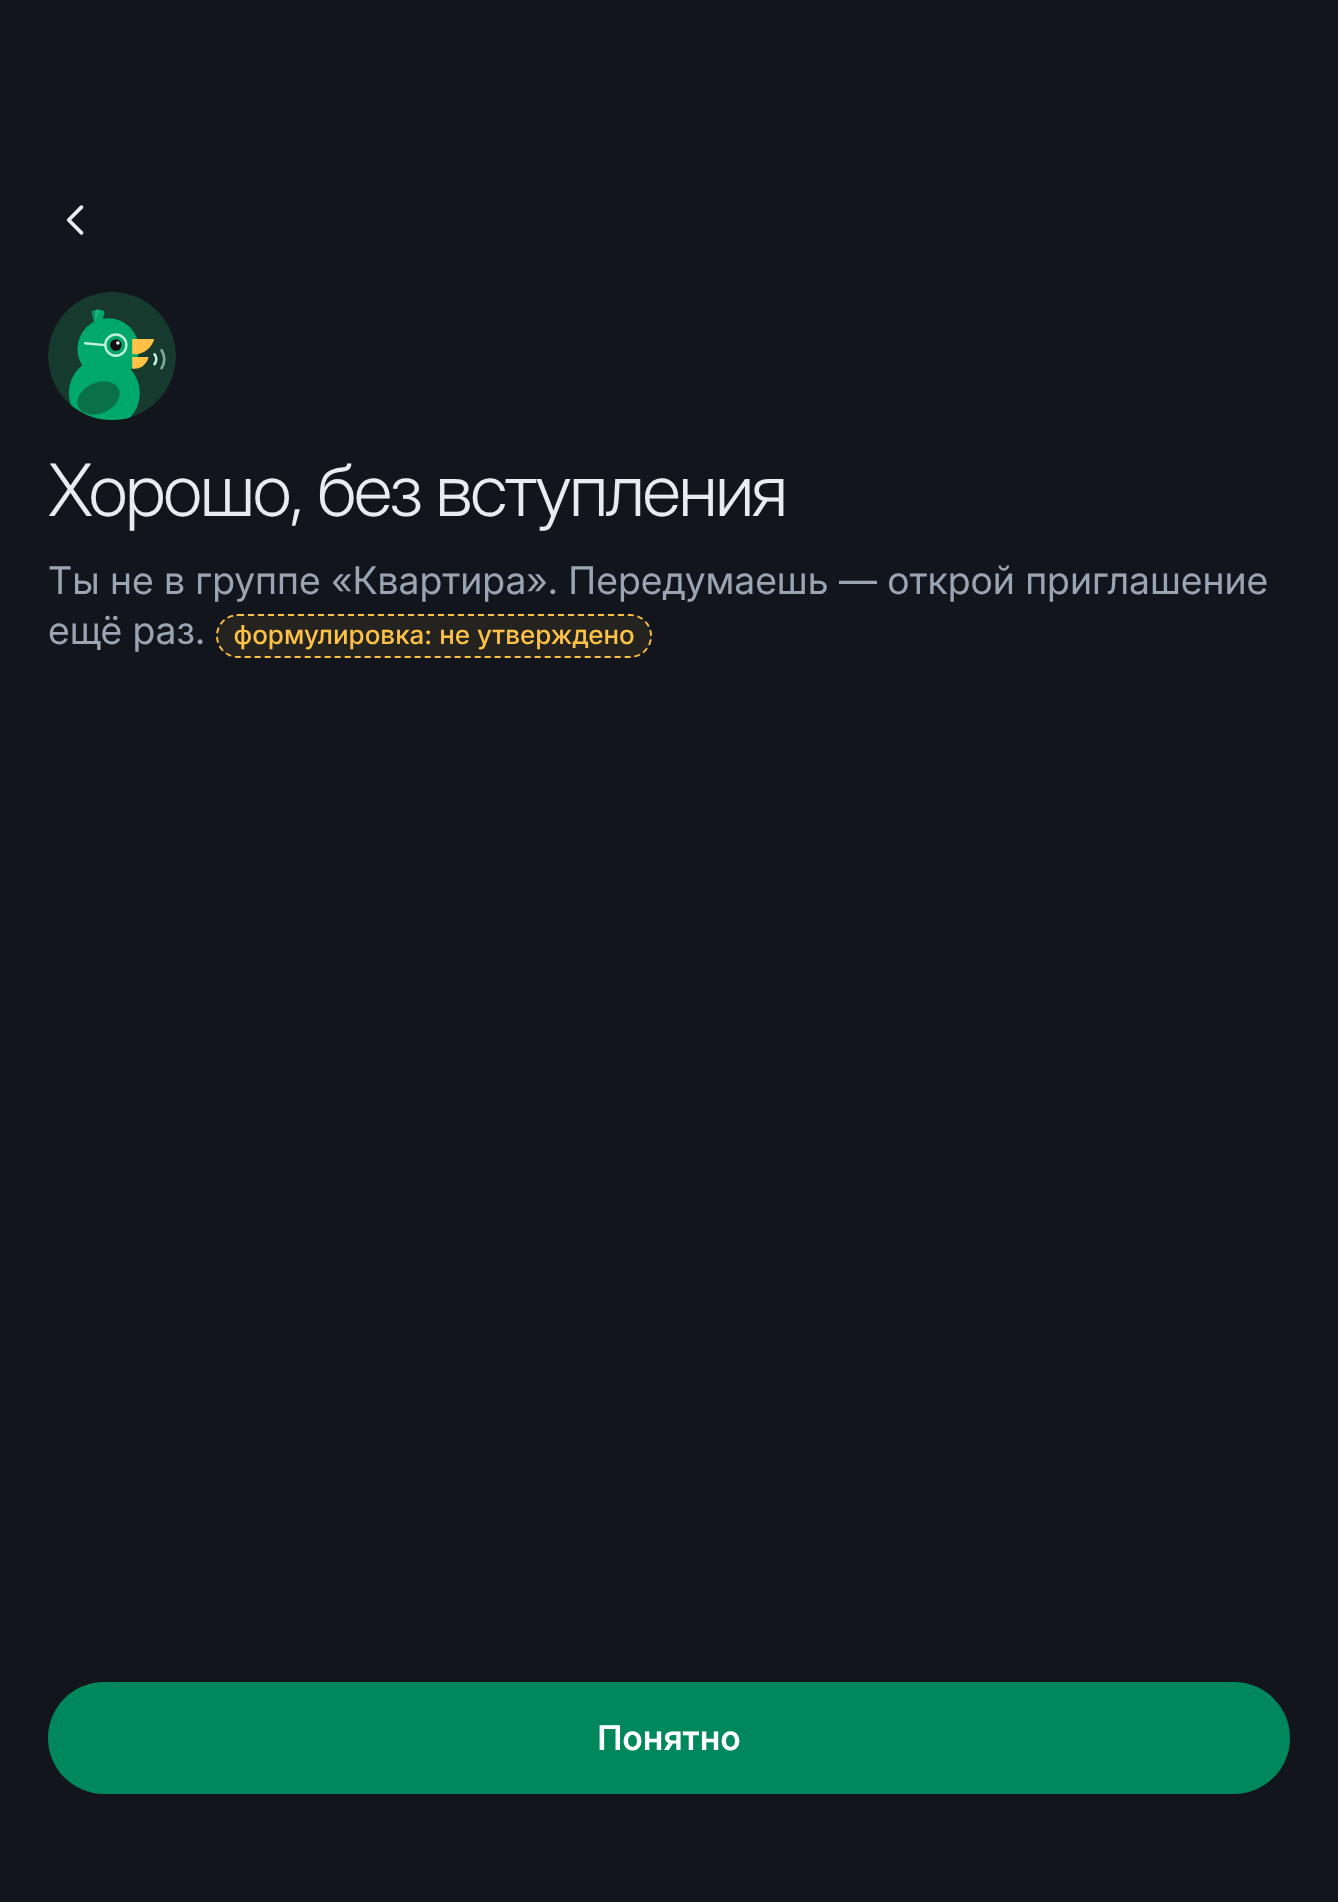 Хорошо, без вступления
Ты не в группе «Квартира». Передумаешь — открой приглашение
ещё раз. формулировка: не утверждено
Понятно